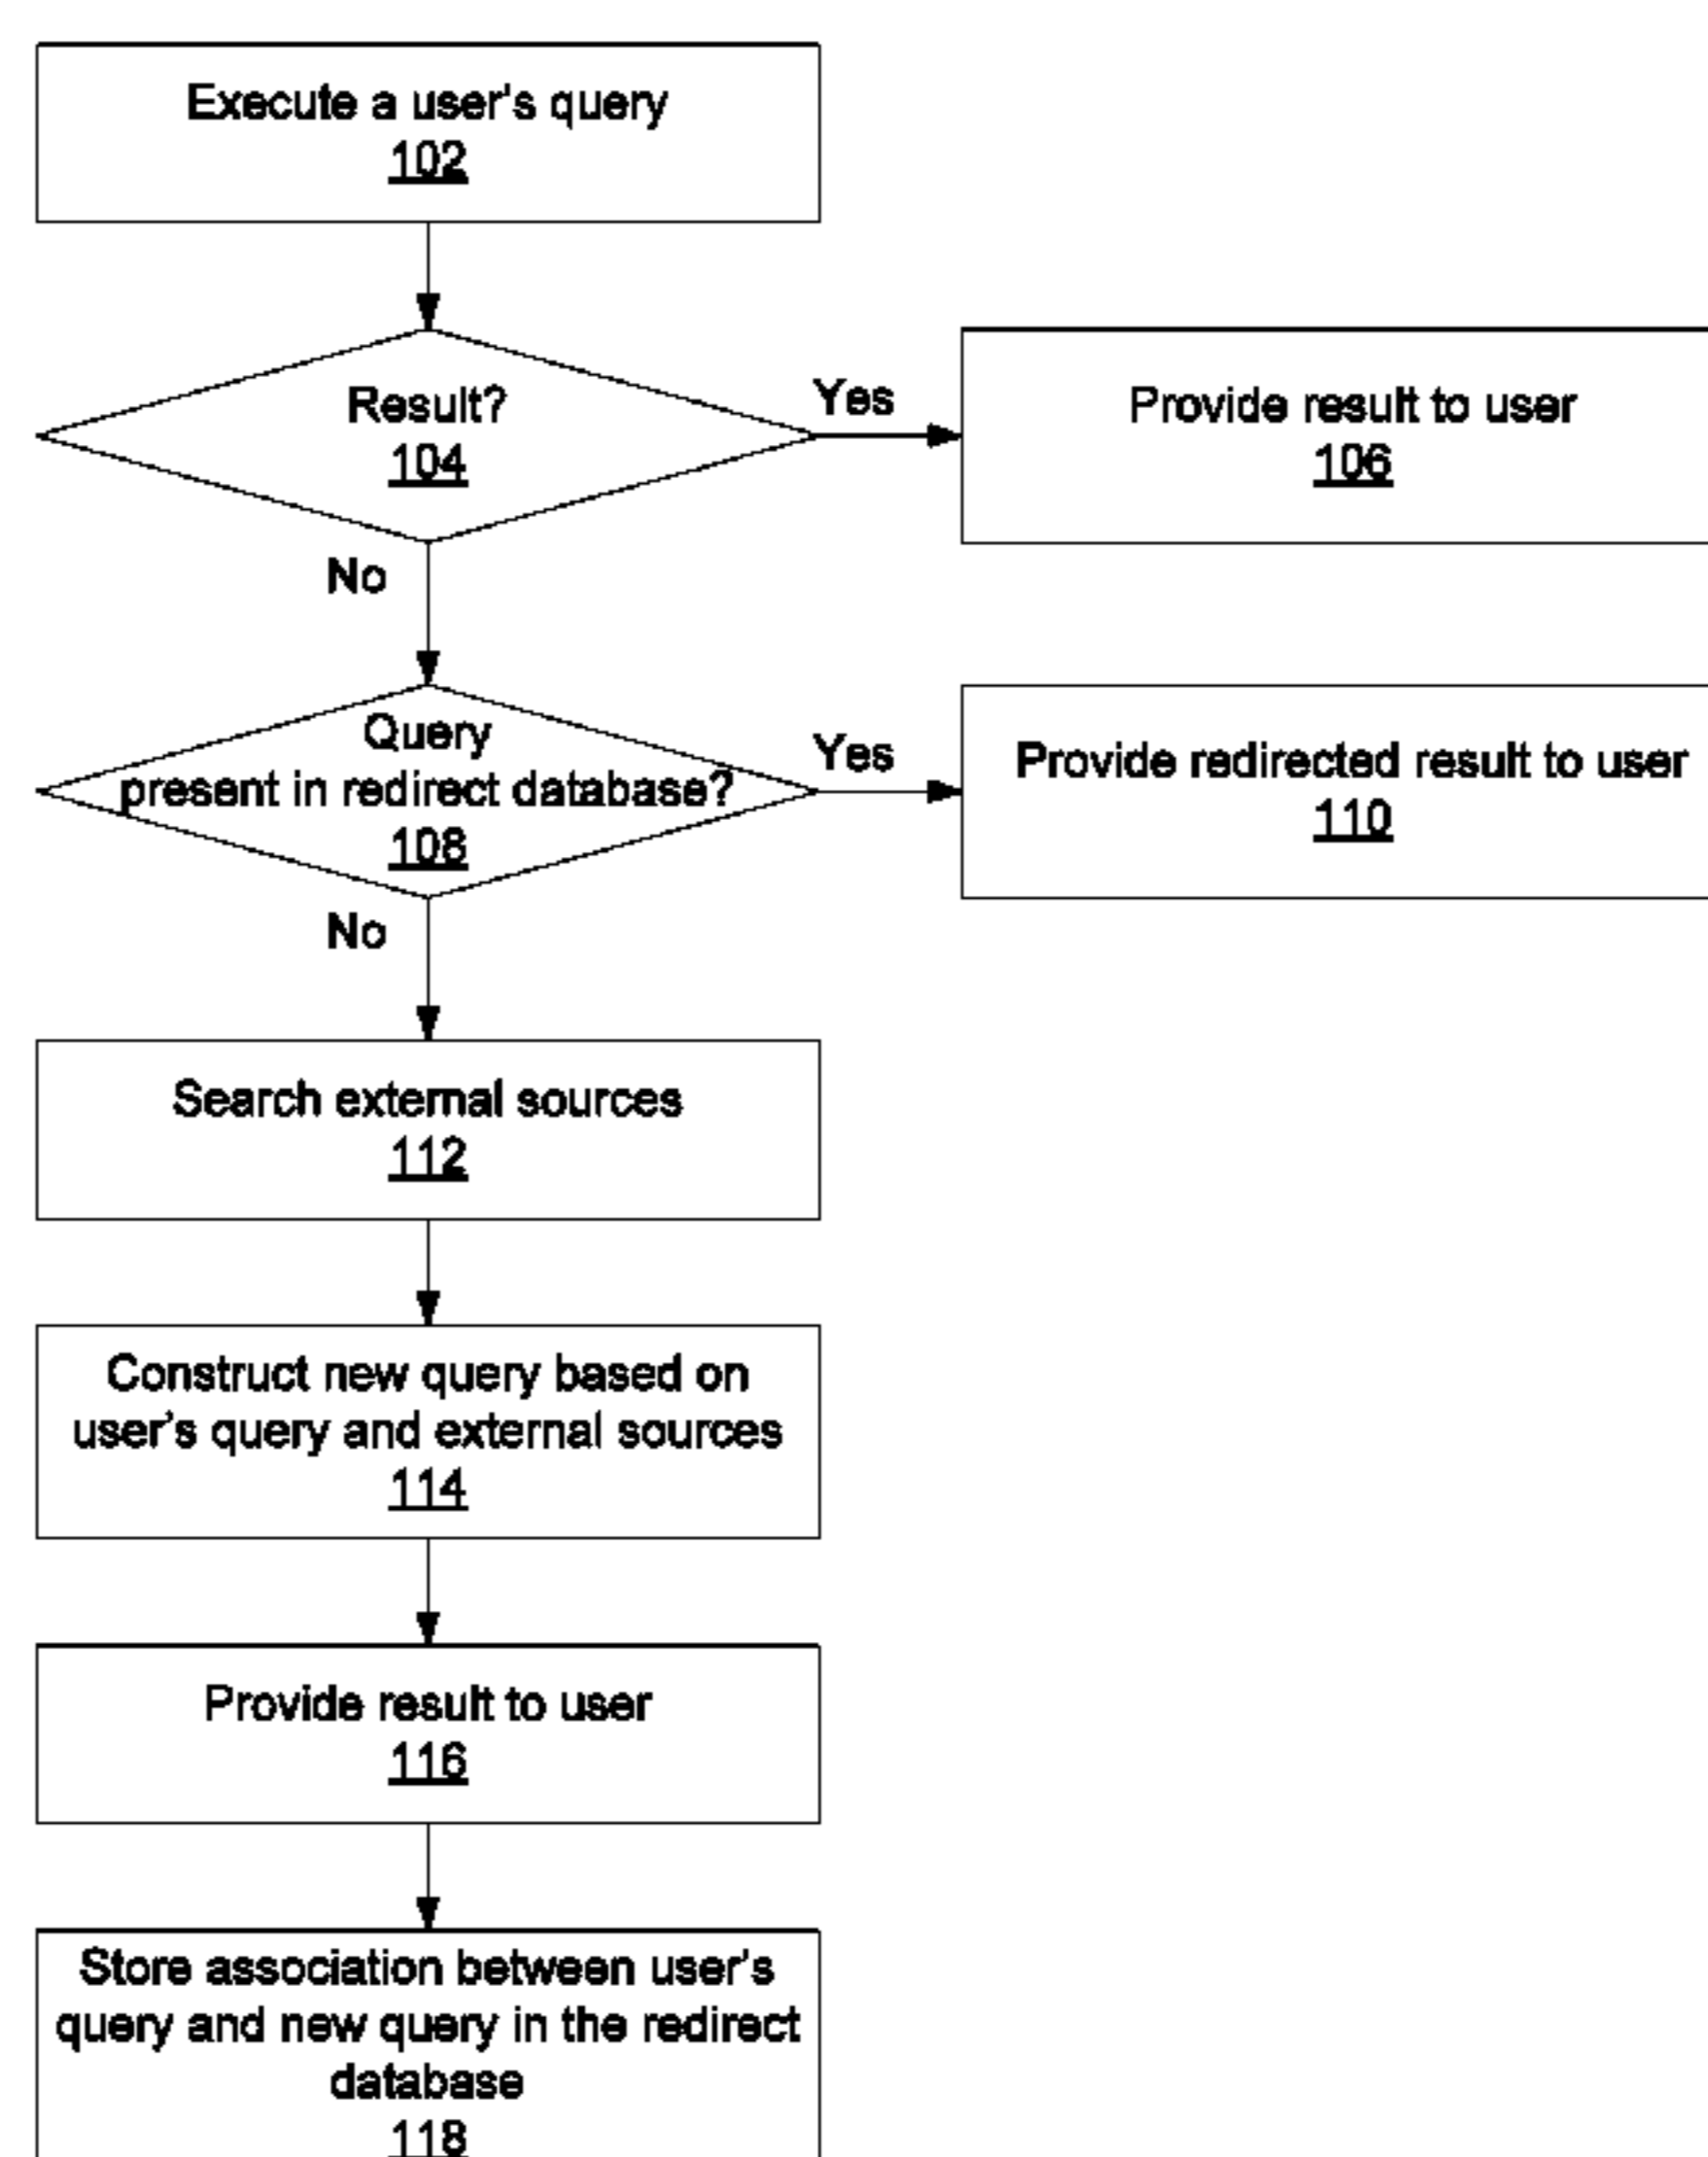 Execute a user's query
102
Result?
104
Yes
Provide result to user
106
No
Query
present in redirect database?
108
Yes
Provide redirected result to user
110
No
Search external sources
112
Construct new query based on
user's query and external sources
114
Provide result to user
116
Store association between user's
query and new query in the redirect
database
118